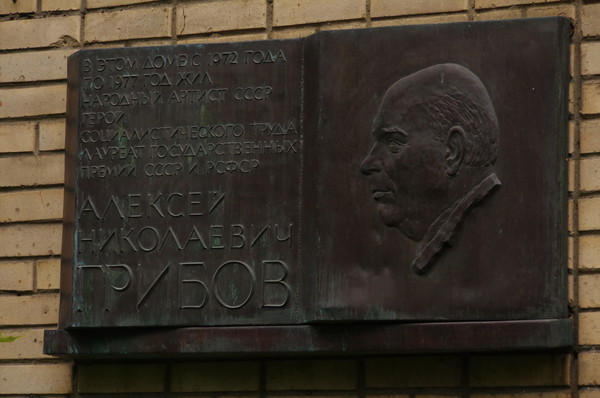 В ЭТОМ ДОМЕ С 1972 ГОДА
ПО 1977 ГОД ЖИЛ
НАРОДНЫЙ АРТИСТ СССР
ГЕРОЙ
СОЦИАЛИСТИЧЕСКОГО ТРУДА
ЛАУРЕАТ ГОСУДАРСТВЕННЫХ
ПРЕМИЙ СССР И РСФСР
АЛЕКСЕЙ
НИКОЛАЕВИЧ
ГРИБОВ